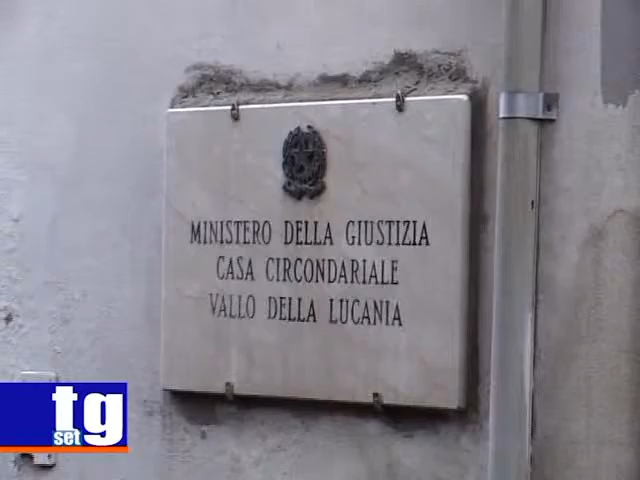 MINISTERO DELLA GIUSTIZIA
CASA CIRCONDARIALE
VALLO DELLA LUCANIA
tg
set